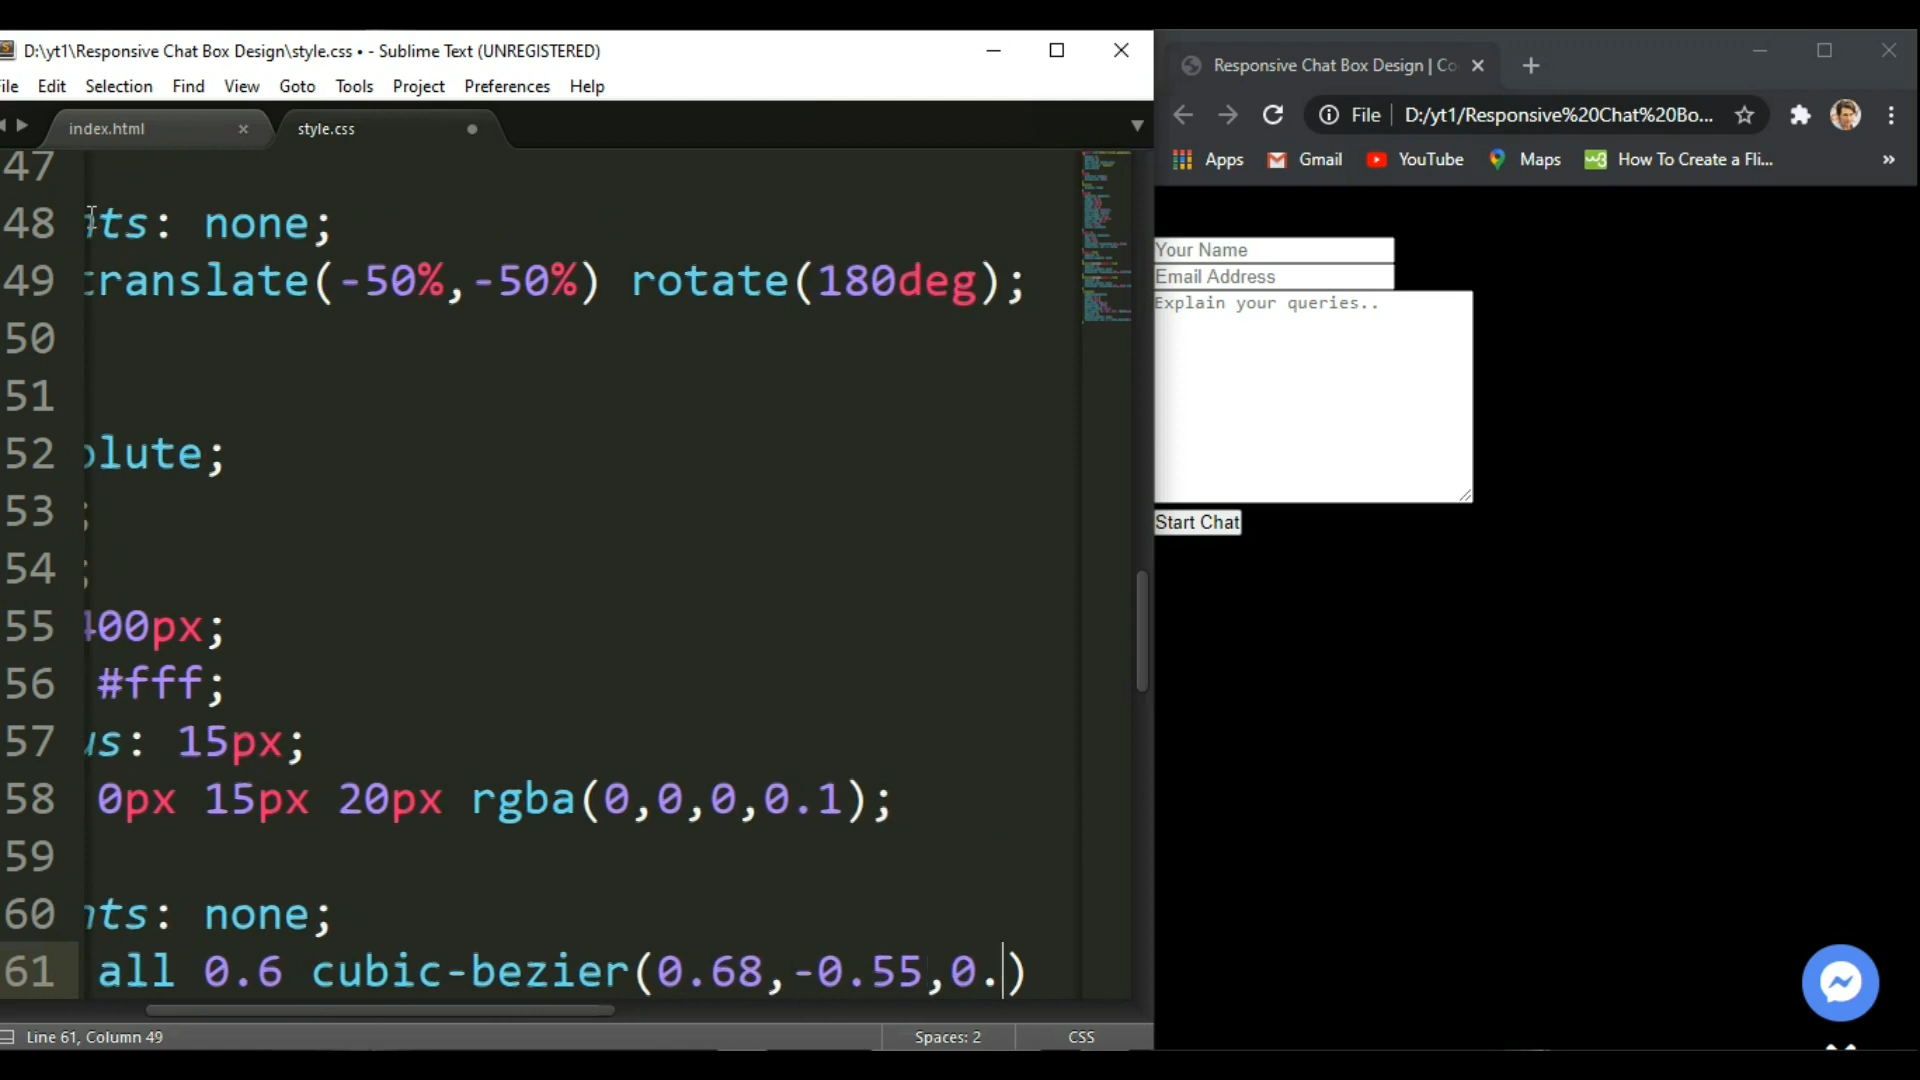 D:\yt1\Responsive Chat Box Design\style.css • - Sublime Text (UNREGISTERED)
ile Edit Selection Find View Goto Tools Project Preferences Help
index.html
style.css
47
48 nts: none;
49 translate(-50%,-50%) rotate(180deg);
50
51
52 olute;
53 ;
54 ;
55 400px;
56 #fff;
57 us: 15px;
58 0px 15px 20px rgba(0,0,0,0.1);
59
60 nts: none;
61 all 0.6 cubic-bezier(0.68,-0.55,0.)
Line 61, Column 49
Spaces: 2
CSS
Responsive Chat Box Design | Co
File D:/yt1/Responsive%20Chat%20Bo...
Apps Gmail YouTube Maps How To Create a Fli... »
Your Name
Email Address
Explain your queries..
Start Chat